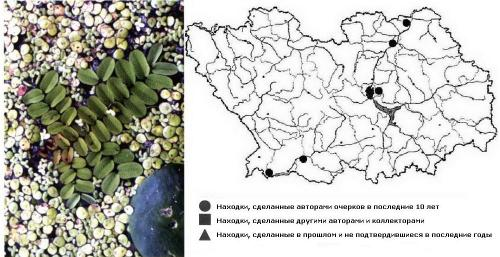 Находки, сделанные авторами очерков в последние 10 лет
Находки, сделанные другими авторами и коллекторами
Находки, сделанные в прошлом и не подтвердившиеся в последние годы